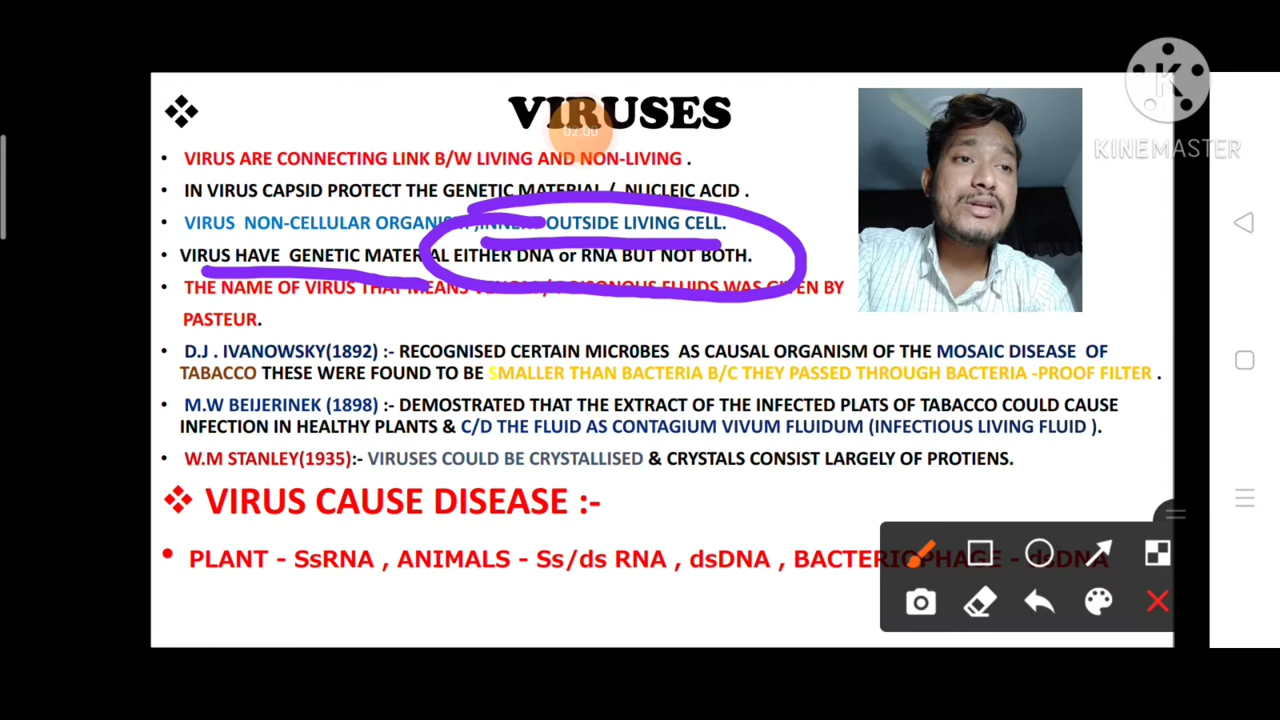 VIRUSES
02:00
KINEMASTER
• VIRUS ARE CONNECTING LINK B/W LIVING AND NON-LIVING .
• IN VIRUS CAPSID PROTECT THE GENETIC MATERIAL / NUCLEIC ACID .
• VIRUS NON-CELLULAR ORGANISM OUTSIDE LIVING CELL.
• VIRUS HAVE GENETIC MATERIAL EITHER DNA or RNA BUT NOT BOTH.
• THE NAME OF VIRUS THAT MEANS FLUIDS WAS GIVEN BY
PASTEUR.
• D.J . IVANOWSKY(1892) :- RECOGNISED CERTAIN MICR0BES AS CAUSAL ORGANISM OF THE MOSAIC DISEASE OF
TABACCO THESE WERE FOUND TO BE SMALLER THAN BACTERIA B/C THEY PASSED THROUGH BACTERIA -PROOF FILTER .
• M.W BEIJERINEK (1898) :- DEMOSTRATED THAT THE EXTRACT OF THE INFECTED PLATS OF TABACCO COULD CAUSE
INFECTION IN HEALTHY PLANTS & C/D THE FLUID AS CONTAGIUM VIVUM FLUIDUM (INFECTIOUS LIVING FLUID ).
• W.M STANLEY(1935):- VIRUSES COULD BE CRYSTALLISED & CRYSTALS CONSIST LARGELY OF PROTIENS.
VIRUS CAUSE DISEASE :-
• PLANT - SsRNA , ANIMALS - Ss/ds RNA , dsDNA , BACTERIOPHAGE - dsDNA